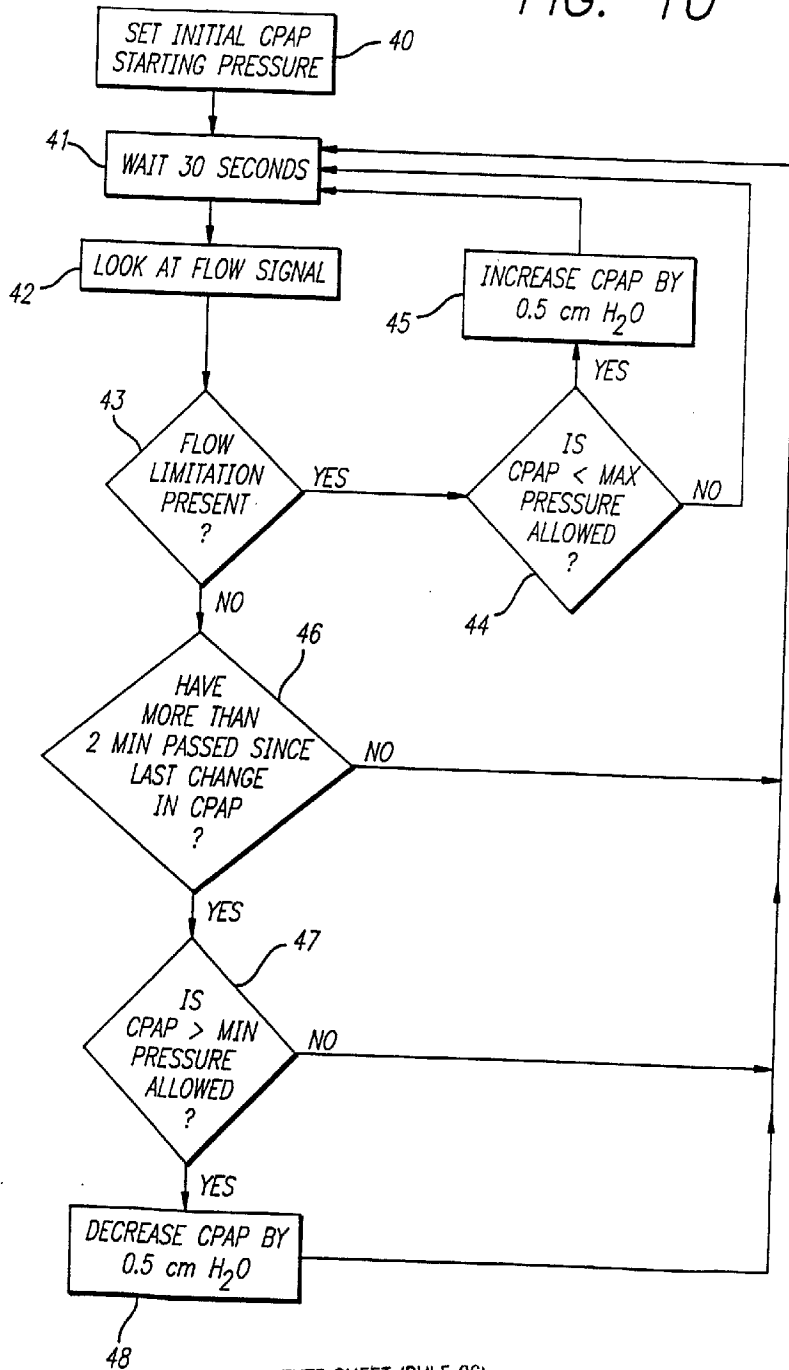 FIG. 10
SET INITIAL CPAP
STARTING PRESSURE
40
41
WAIT 30 SECONDS
42
LOOK AT FLOW SIGNAL
INCREASE CPAP BY
0.5 cm H₂O
45
YES
43
FLOW
LIMITATION
PRESENT
?
YES
IS
CPAP < MAX
PRESSURE
ALLOWED
?
NO
44
NO
46
HAVE
MORE THAN
2 MIN PASSED SINCE
LAST CHANGE
IN CPAP
?
NO
YES
47
IS
CPAP > MIN
PRESSURE
ALLOWED
?
NO
YES
DECREASE CPAP BY
0.5 cm H₂O
48